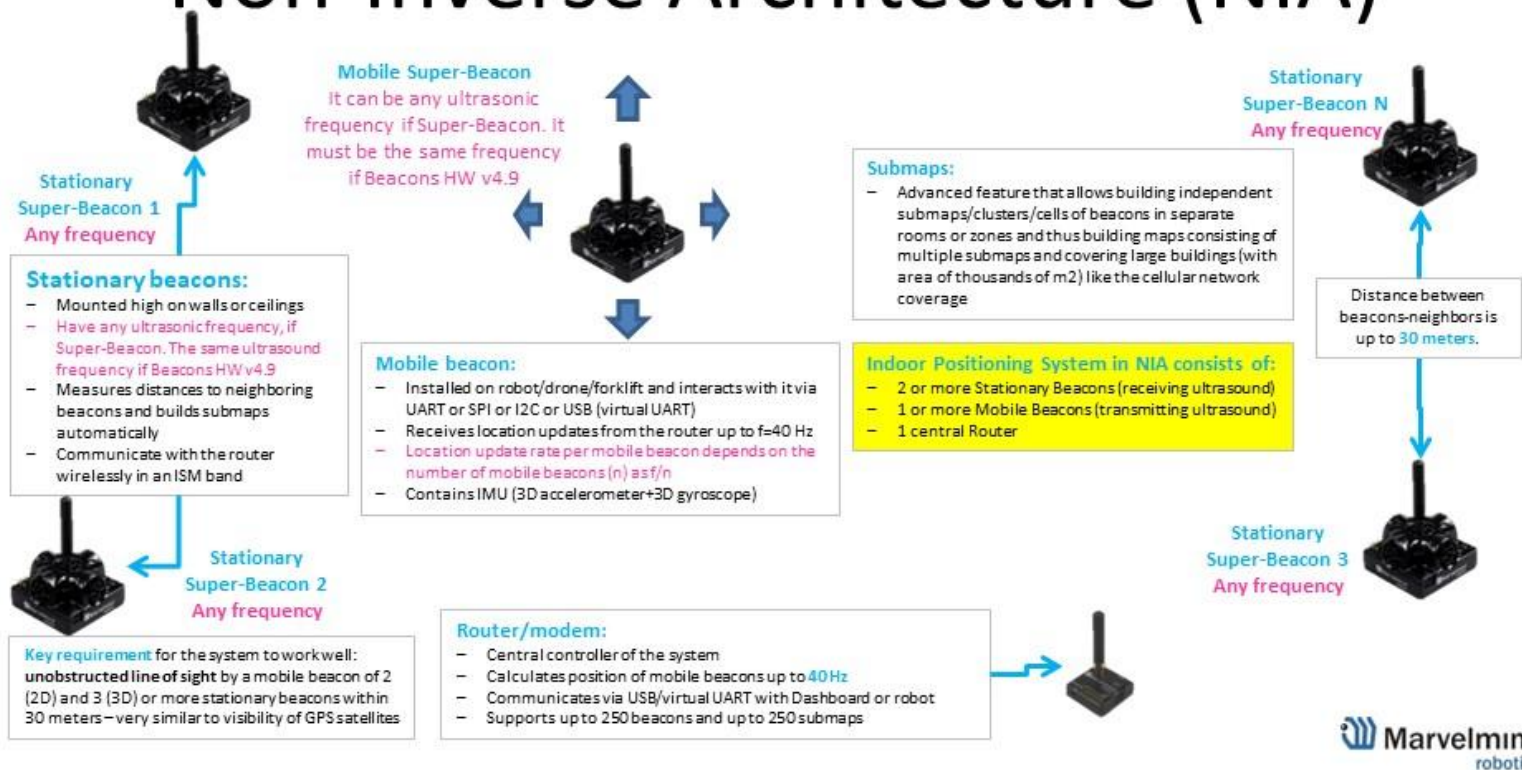 Non-Inverse Architecture (NIA)
Mobile Super-Beacon
It can be any ultrasonic
frequency if Super-Beacon. It
must be the same frequency
if Beacons HW v4.9
Stationary
Super-Beacon N
Any frequency
Stationary
Super-Beacon 1
Any frequency
Submaps:
– Advanced feature that allows building independent
submaps/clusters/cells of beacons in separate
rooms or zones and thus building maps consisting of
multiple submaps and covering large buildings (with
area of thousands of m2) like the cellular network
coverage
Stationary beacons:
– Mounted high on walls or ceilings
– Have any ultrasonic frequency, if
Super-Beacon. The same ultrasound
frequency if Beacons HW v4.9
– Measures distances to neighboring
beacons and builds submaps
automatically
– Communicate with the router
wirelessly in an ISM band
Distance between
beacons-neighbors is
up to 30 meters.
Mobile beacon:
– Installed on robot/drone/forklift and interacts with it via
UART or SPI or I2C or USB (virtual UART)
– Receives location updates from the router up to f=40 Hz
– Location update rate per mobile beacon depends on the
number of mobile beacons (n) as f/n
– Contains IMU (3D accelerometer+3D gyroscope)
Indoor Positioning System in NIA consists of:
– 2 or more Stationary Beacons (receiving ultrasound)
– 1 or more Mobile Beacons (transmitting ultrasound)
– 1 central Router
Stationary
Super-Beacon 2
Any frequency
Stationary
Super-Beacon 3
Any frequency
Key requirement for the system to work well:
unobstructed line of sight by a mobile beacon of 2
(2D) and 3 (3D) or more stationary beacons within
30 meters – very similar to visibility of GPS satellites
Router/modem:
– Central controller of the system
– Calculates position of mobile beacons up to 40 Hz
– Communicates via USB/virtual UART with Dashboard or robot
– Supports up to 250 beacons and up to 250 submaps
Marvelmin
roboti